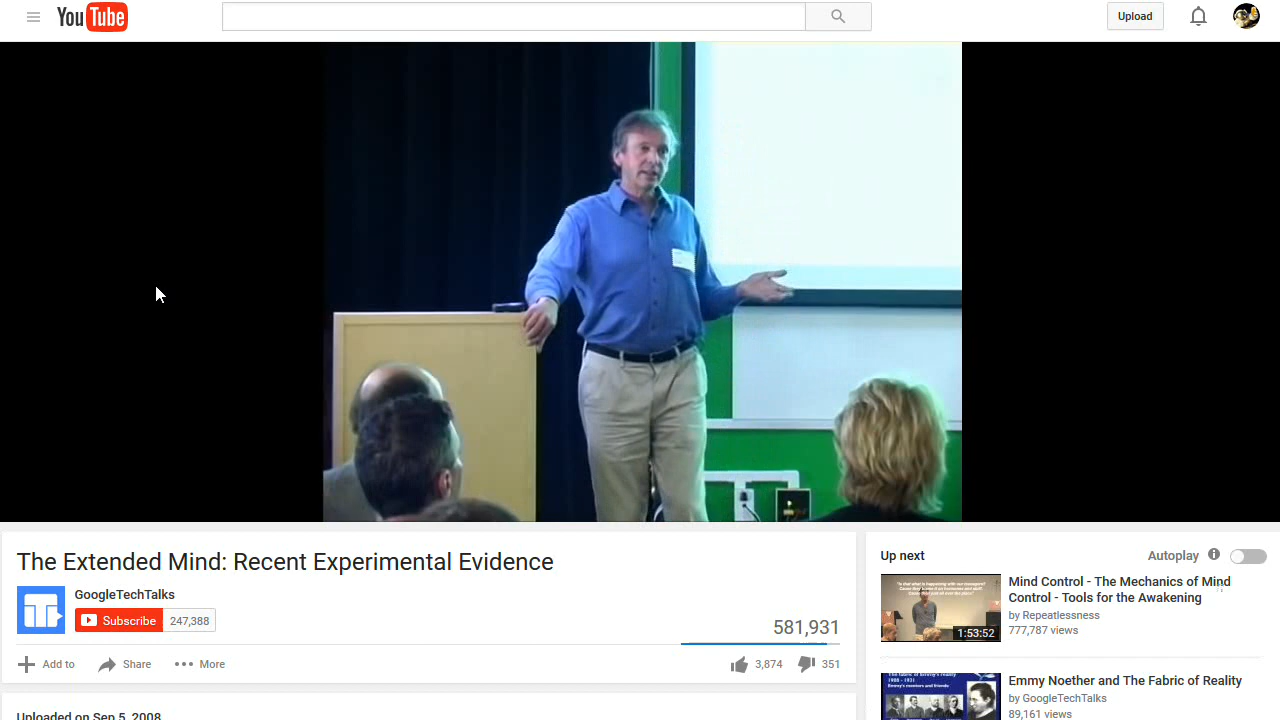 YouTube
Upload
The Extended Mind: Recent Experimental Evidence
GoogleTechTalks
Subscribe 247,388
581,931
Add to Share More
3,874 351
Uploaded on Sep 5, 2008
Up next
Autoplay
Mind Control - The Mechanics of Mind
Control - Tools for the Awakening
by Repeatlessness
777,787 views
1:53:52
Emmy Noether and The Fabric of Reality
by GoogleTechTalks
89,161 views